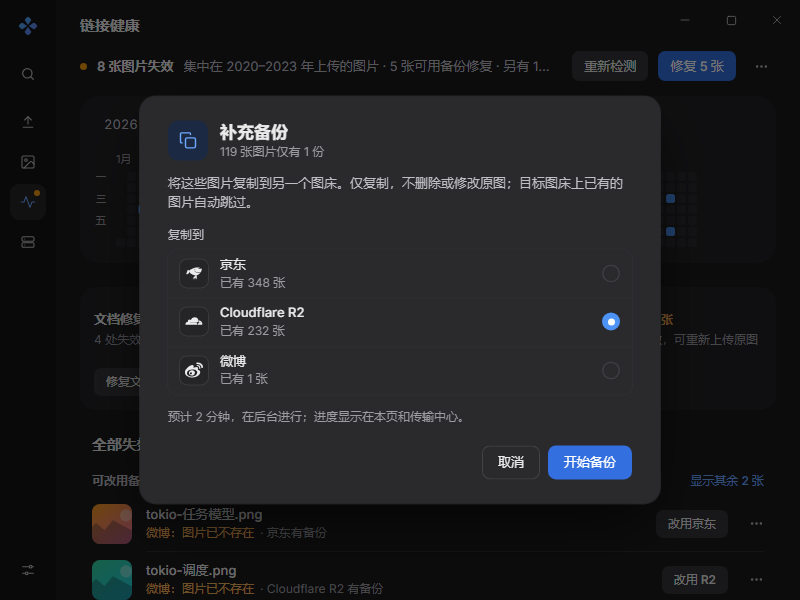 链接健康
8 张图片失效 集中在 2020–2023 年上传的图片 · 5 张可用备份修复 · 另有 1...
重新检测
修复 5 张
2026
1月
一
三
五
补充备份
119 张图片仅有 1 份
将这些图片复制到另一个图床。仅复制，不删除或修改原图；目标图床上已有的
图片自动跳过。
复制到
京东
已有 348 张
Cloudflare R2
已有 232 张
微博
已有 1 张
预计 2 分钟，在后台进行；进度显示在本页和传输中心。
取消
开始备份
文档修
4 处失效
修复文
张
可重新上传原图
全部失
可改用备
显示其余 2 张
tokio-任务模型.png
微博：图片已不存在 · 京东有备份
改用京东
tokio-调度.png
微博：图片已不存在 · Cloudflare R2 有备份
改用 R2